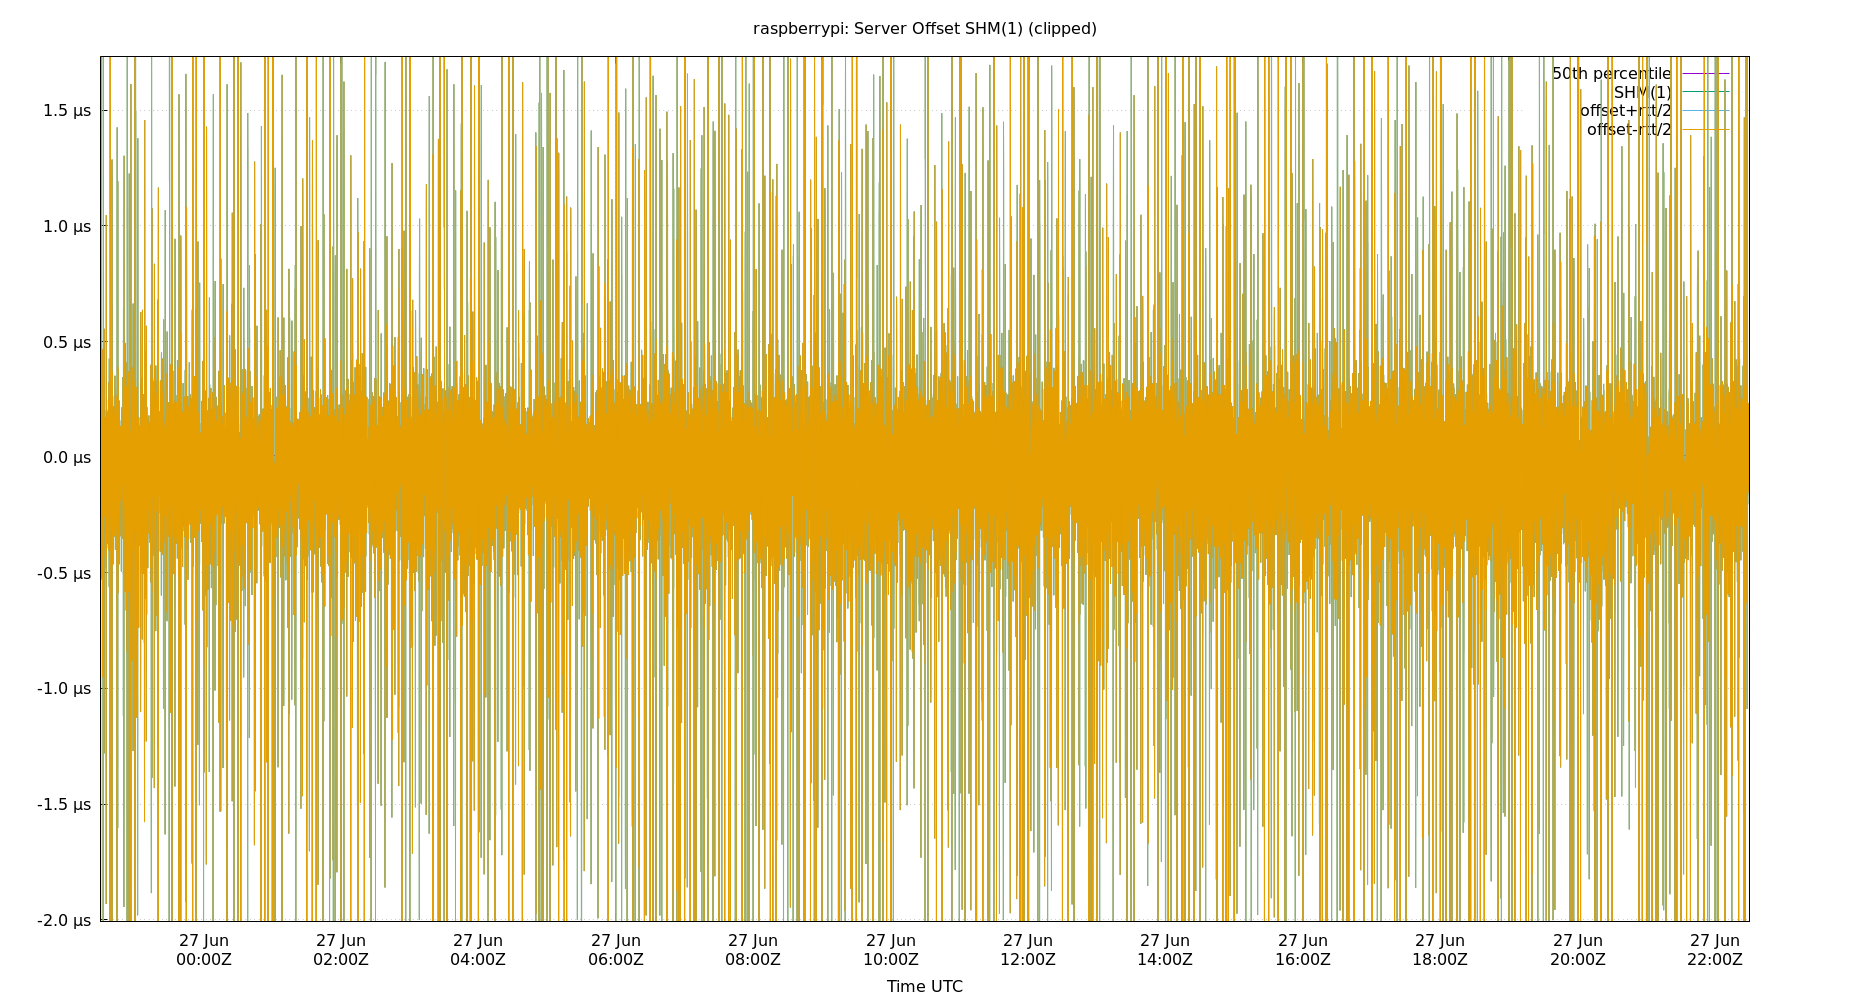 raspberrypi: Server Offset SHM(1) (clipped)
50th percentile
SHM(1)
offset+rtt/2
offset-rtt/2
1.5 µs
1.0 µs
0.5 µs
0.0 µs
-0.5 µs
-1.0 µs
-1.5 µs
-2.0 µs
27 Jun 27 Jun 27 Jun 27 Jun 27 Jun 27 Jun 27 Jun 27 Jun 27 Jun 27 Jun 27 Jun 27 Jun
00:00Z 02:00Z 04:00Z 06:00Z 08:00Z 10:00Z 12:00Z 14:00Z 16:00Z 18:00Z 20:00Z 22:00Z
Time UTC